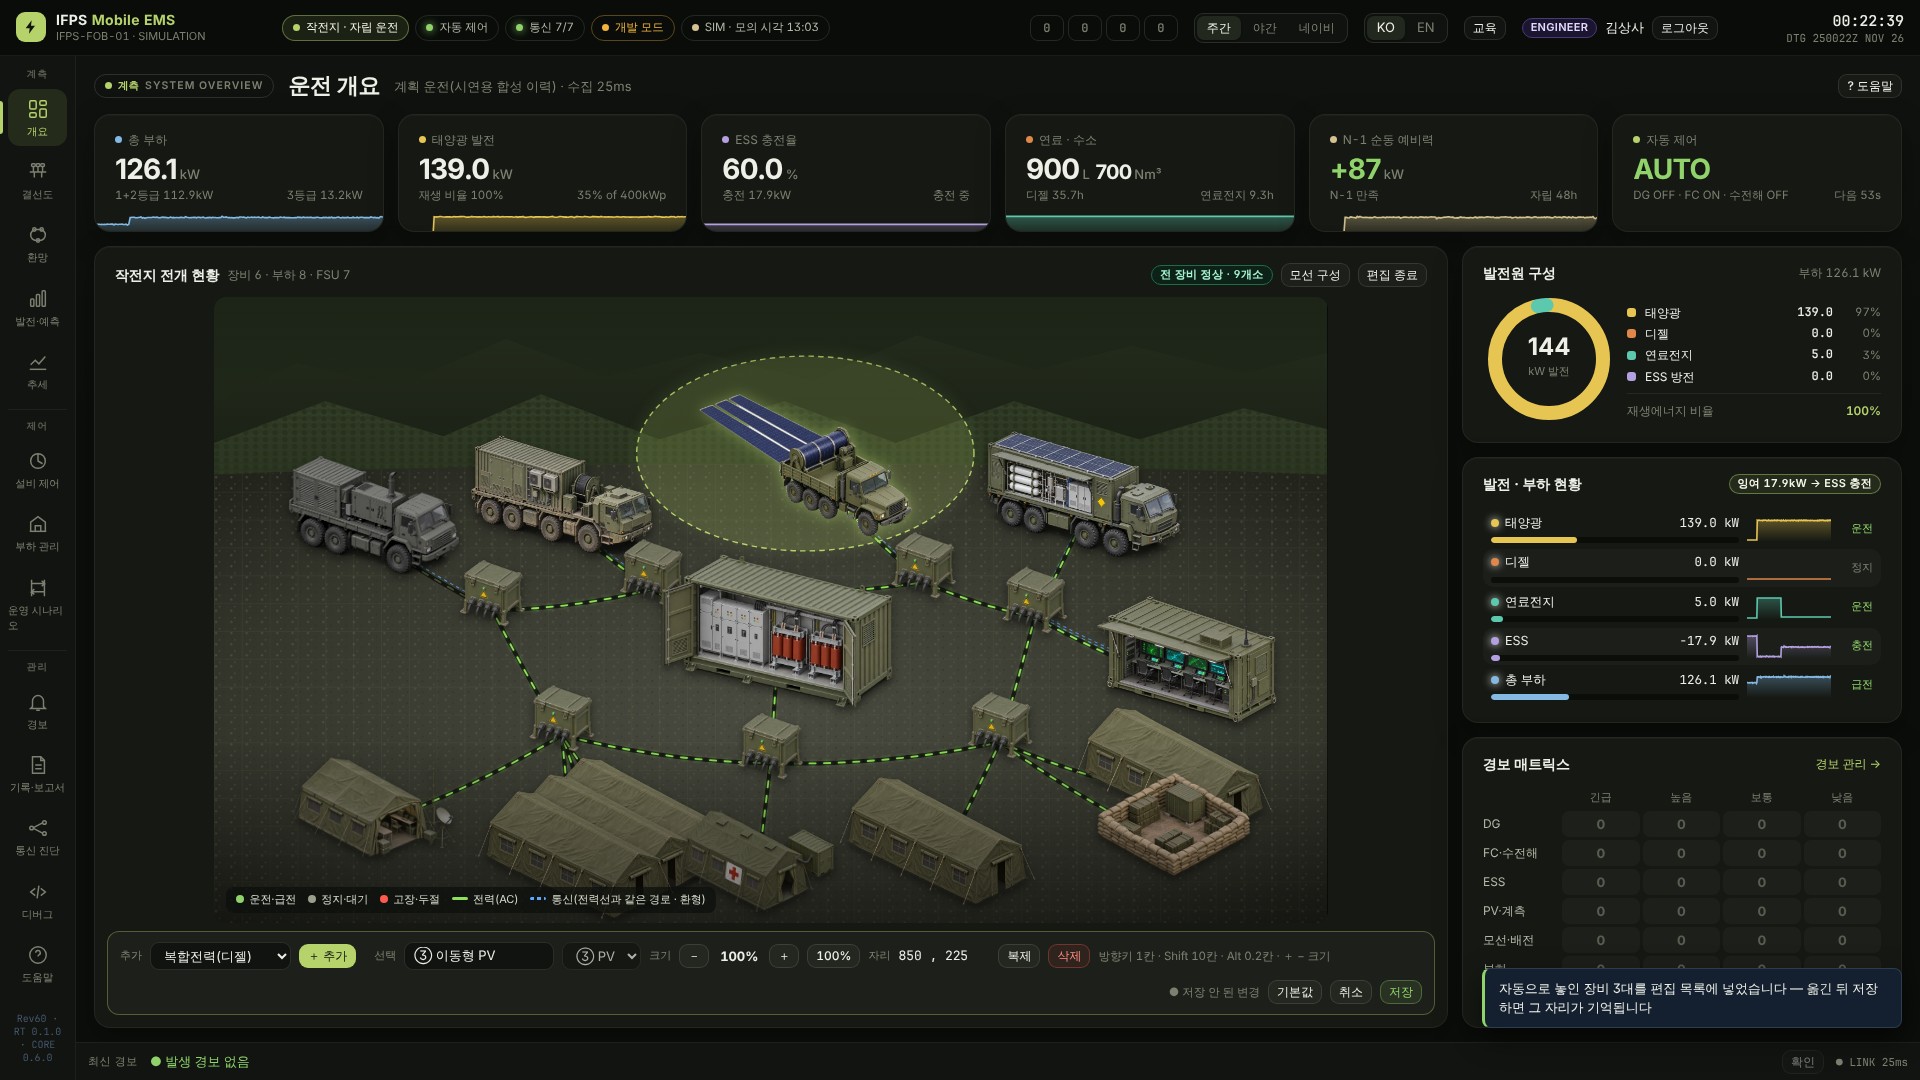 IFPS Mobile EMS
IFPS-FOB-01 · SIMULATION
작전지 · 자립 운전
자동 제어
통신 7/7
개발 모드
SIM · 모의 시각 13:03
0 0 0 0
주간 야간 네이비
KO EN
교육
ENGINEER 김상사 로그아웃
00:22:39
DTG 250022Z NOV 26
계측
개요
결선도
환망
발전·예측
추세
제어
설비 제어
부하 관리
운영 시나리
오
관리
경보
기록·보고서
통신 진단
디버그
도움말
Rev60 ·
RT 0.1.0
· CORE
0.6.0
계측 SYSTEM OVERVIEW
운전 개요
계획 운전(시연용 합성 이력) · 수집 25ms
? 도움말
총 부하
126.1 kW
1+2등급 112.9kW 3등급 13.2kW
태양광 발전
139.0 kW
재생 비율 100% 35% of 400kWp
ESS 충전율
60.0 %
충전 17.9kW 충전 중
연료 · 수소
900 L 700 Nm³
디젤 35.7h 연료전지 9.3h
N-1 순동 예비력
+87 kW
N-1 만족 자립 48h
자동 제어
AUTO
DG OFF · FC ON · 수전해 OFF 다음 53s
작전지 전개 현황 장비 6 · 부하 8 · FSU 7
전 장비 정상 · 9개소 모선 구성 편집 종료
운전·급전 정지·대기 고장·두절 전력(AC) 통신(전력선과 같은 경로 · 환형)
추가 복합전력(디젤) + 추가 선택 ③ 이동형 PV ③ PV 크기 − 100% + 100% 자리 850 , 225 복제 삭제 방향키 1칸 · Shift 10칸 · Alt 0.2칸 · + − 크기
저장 안 된 변경 기본값 취소 저장
발전원 구성 부하 126.1 kW
144
kW 발전
태양광 139.0 97%
디젤 0.0 0%
연료전지 5.0 3%
ESS 방전 0.0 0%
재생에너지 비율 100%
발전 · 부하 현황 잉여 17.9kW → ESS 충전
태양광 139.0 kW 운전
디젤 0.0 kW 정지
연료전지 5.0 kW 운전
ESS -17.9 kW 충전
총 부하 126.1 kW 급전
경보 매트릭스 경보 관리 →
긴급 높음 보통 낮음
DG 0 0 0 0
FC·수전해 0 0 0 0
ESS 0 0 0 0
PV·계측 0 0 0 0
모선·배전 0 0 0 0
자동으로 놓인 장비 3대를 편집 목록에 넣었습니다 — 옮긴 뒤 저장
하면 그 자리가 기억됩니다
최신 경보 발생 경보 없음
확인 LINK 25ms